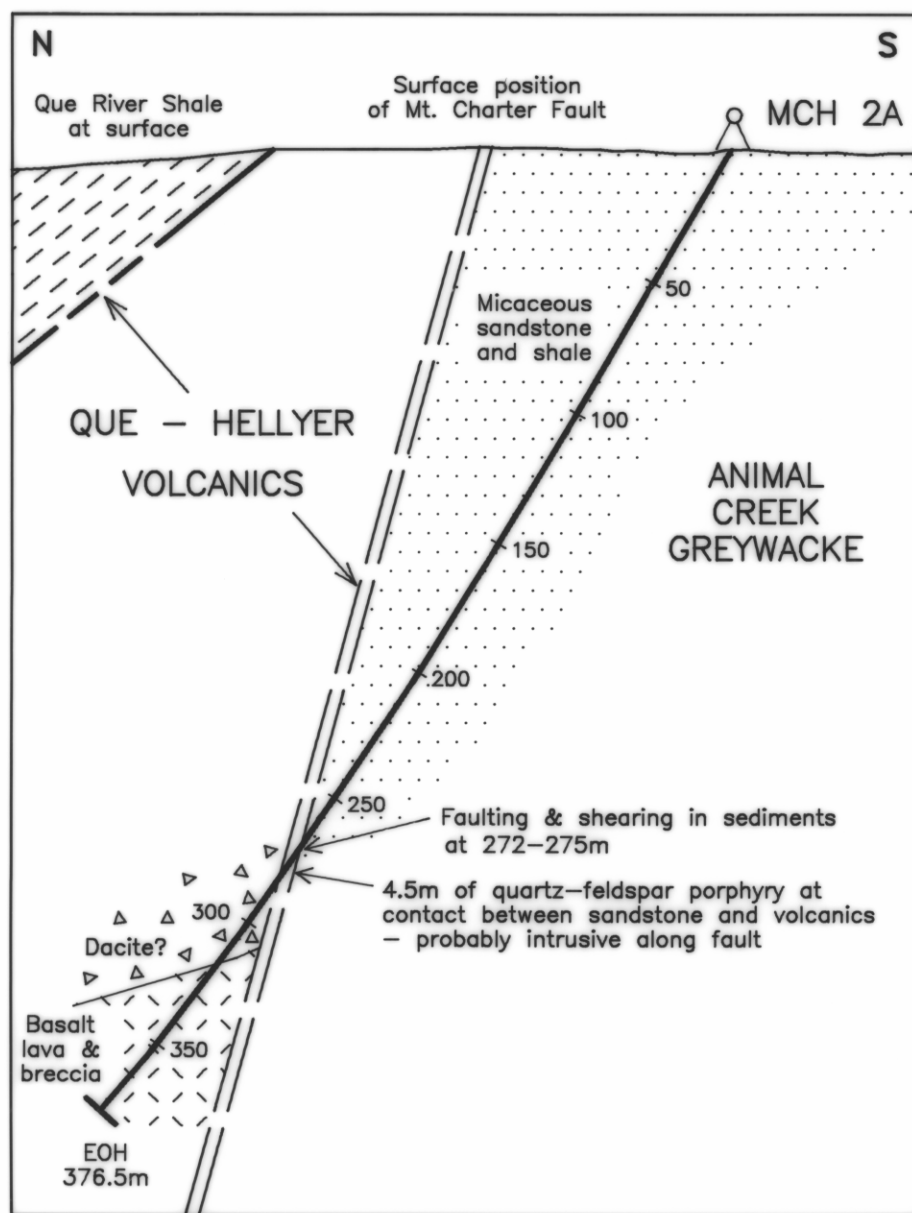 N
S
Que River Shale
at surface
Surface position
of Mt. Charter Fault
MCH 2A
50
Micaceous
sandstone
and shale
100
QUE – HELLYER
VOLCANICS
ANIMAL
CREEK
GREYWACKE
150
200
250
Faulting & shearing in sediments
at 272–275m
4.5m of quartz–feldspar porphyry at
contact between sandstone and volcanics
– probably intrusive along fault
300
Dacite?
Basalt
lava &
breccia
350
EOH
376.5m